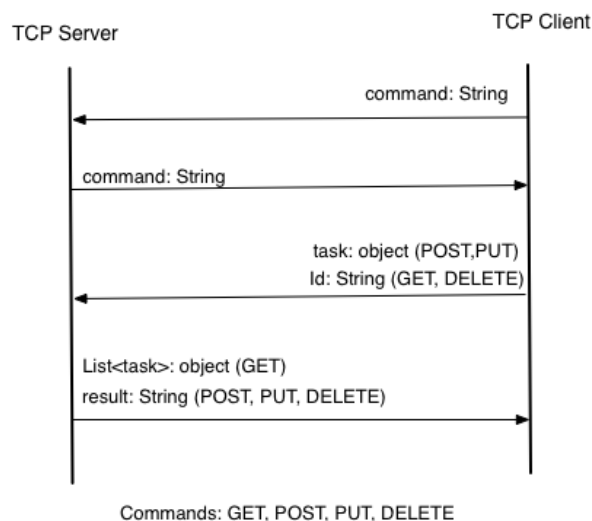 TCP Server
TCP Client
command: String
command: String
task: object (POST,PUT)
Id: String (GET, DELETE)
List<task>: object (GET)
result: String (POST, PUT, DELETE)
Commands: GET, POST, PUT, DELETE